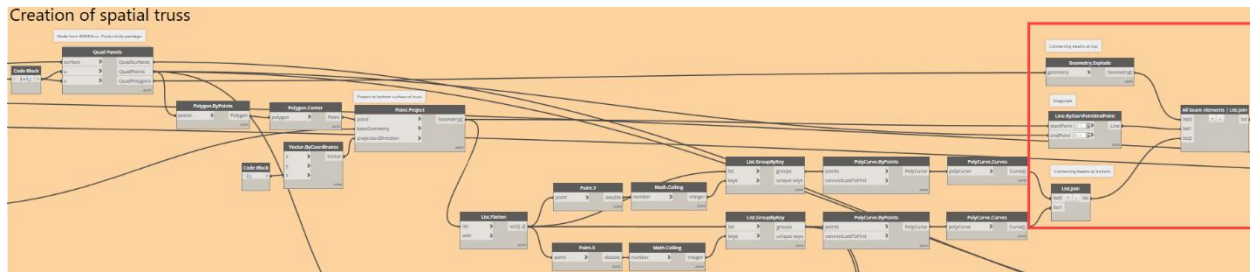 Creation of spatial truss
Quad Panels
surface
QuadSurfaces
u
QuadPoints
v
QuadPolygons
Code Block
Polygon.ByPoints
points
Polygon
Polygon.Center
polygon
Point
Project to bottom surface of truss
Point.Project
point
Geometry[]
baseGeometry
projectionDirection
Vector.ByCoordinates
x
Vector
y
z
Code Block
List.Flatten
list
amt
Point.Y
point
double
Math.Ceiling
number
integer
Point.X
point
double
Math.Ceiling
number
integer
List.GroupByKey
list
groups
keys
unique keys
PolyCurve.ByPoints
points
PolyCurve
connectLastToFirst
PolyCurve.Curves
polyCurve
Curve[]
List.GroupByKey
list
groups
keys
unique keys
PolyCurve.ByPoints
points
PolyCurve
connectLastToFirst
PolyCurve.Curves
polyCurve
Curve[]
Connecting beams at top
Geometry.Explode
geometry
Geometry[]
Diagonals
Line.ByStartPointEndPoint
startPoint
Line
endPoint
Connecting beams at bottom
List.Join
list0
list
list1
All beam elements | List.Join
list0
list
list1
list2